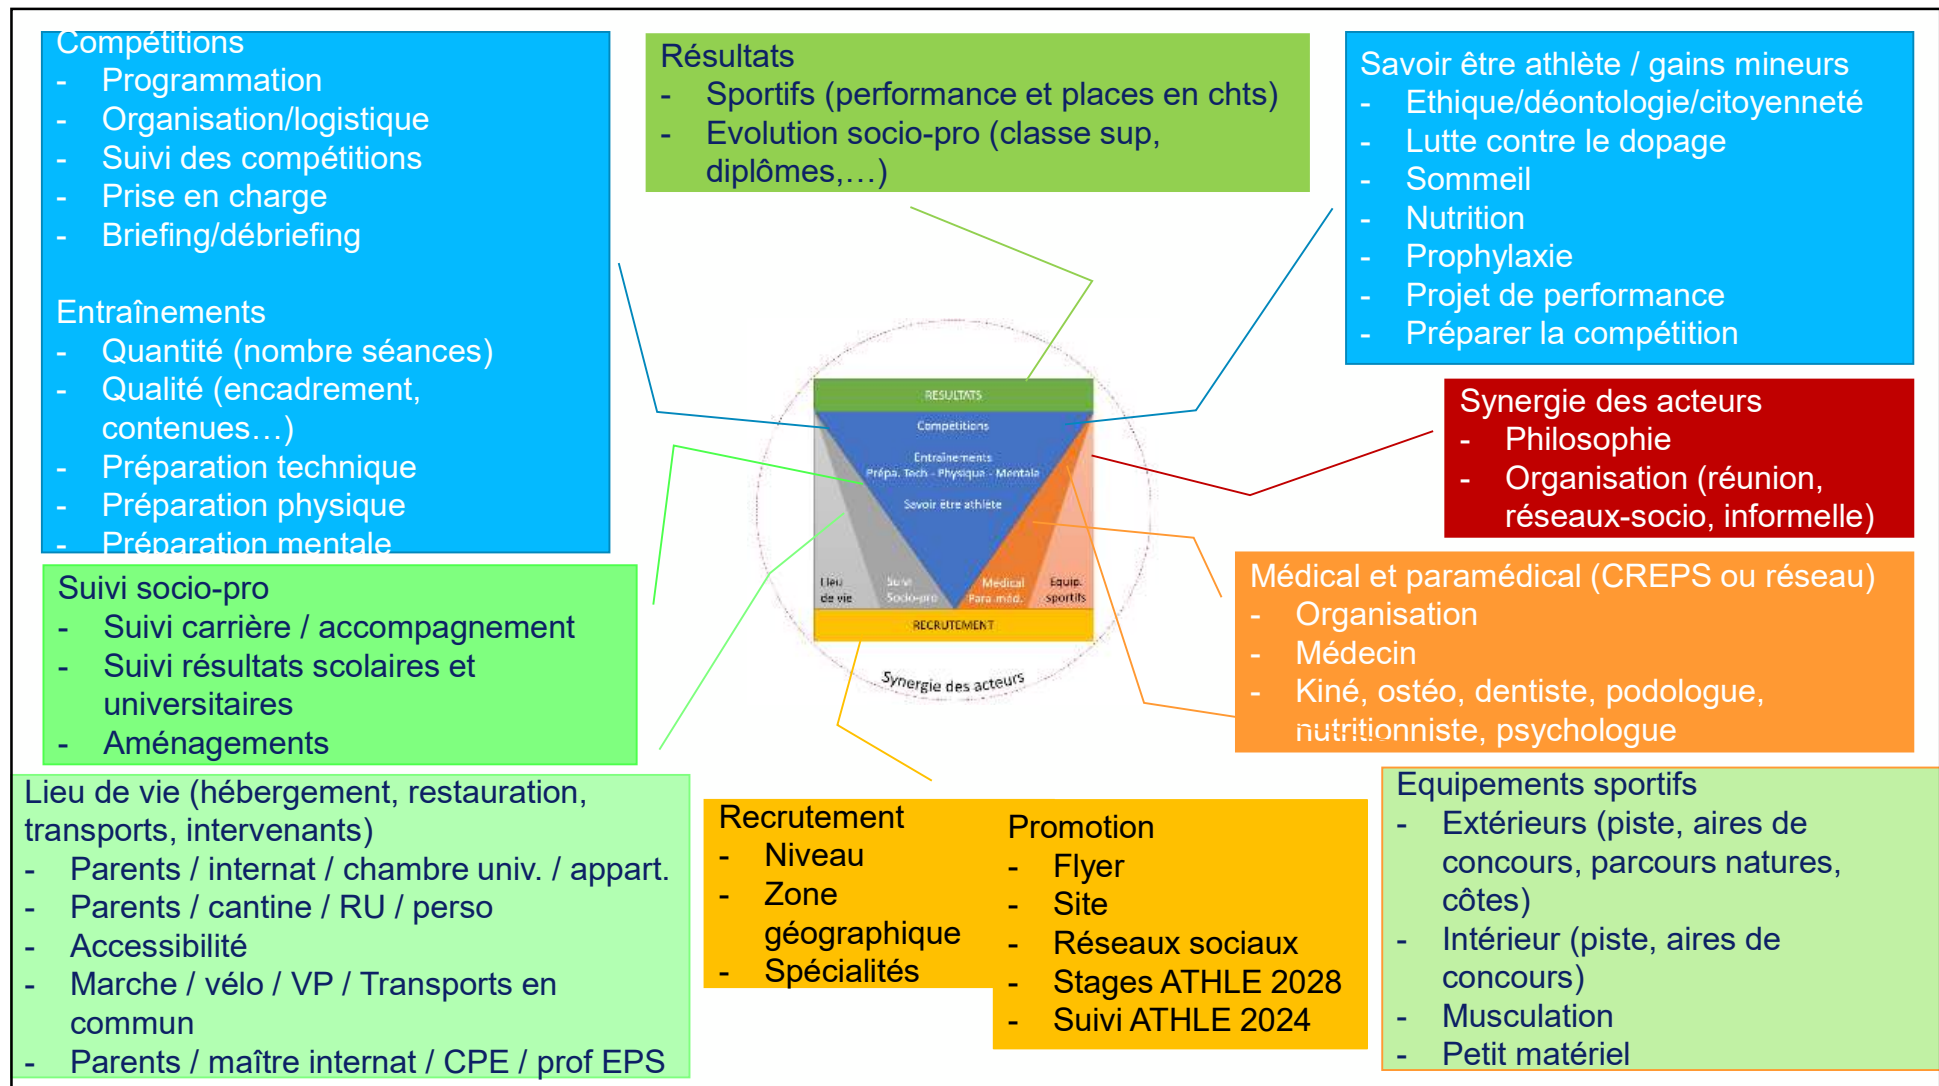 Compétitions
- Programmation
- Organisation/logistique
- Suivi des compétitions
- Prise en charge
- Briefing/débriefing
Entraînements
- Quantité (nombre séances)
- Qualité (encadrement,
contenues…)
- Préparation technique
- Préparation physique
- Préparation mentale
Résultats
- Sportifs (performance et places en chts)
- Evolution socio-pro (classe sup,
diplômes,…)
Savoir être athlète / gains mineurs
- Ethique/déontologie/citoyenneté
- Lutte contre le dopage
- Sommeil
- Nutrition
- Prophylaxie
- Projet de performance
- Préparer la compétition
Synergie des acteurs
- Philosophie
- Organisation (réunion,
réseaux-socio, informelle)
RESULTATS
Compétitions
Entraînements
Prépa. Tech - Physique - Mentale
Savoir être athlète
Lieu
de vie
Suivi
Socio-pro
Médical
Para-méd.
Equip.
sportifs
RECRUTEMENT
Synergie des acteurs
Suivi socio-pro
- Suivi carrière / accompagnement
- Suivi résultats scolaires et
universitaires
- Aménagements
Médical et paramédical (CREPS ou réseau)
- Organisation
- Médecin
- Kiné, ostéo, dentiste, podologue,
nutritionniste, psychologue
Lieu de vie (hébergement, restauration,
transports, intervenants)
- Parents / internat / chambre univ. / appart.
- Parents / cantine / RU / perso
- Accessibilité
- Marche / vélo / VP / Transports en
commun
- Parents / maître internat / CPE / prof EPS
Recrutement
- Niveau
- Zone
géographique
- Spécialités
Promotion
- Flyer
- Site
- Réseaux sociaux
- Stages ATHLE 2028
- Suivi ATHLE 2024
Equipements sportifs
- Extérieurs (piste, aires de
concours, parcours natures,
côtes)
- Intérieur (piste, aires de
concours)
- Musculation
- Petit matériel